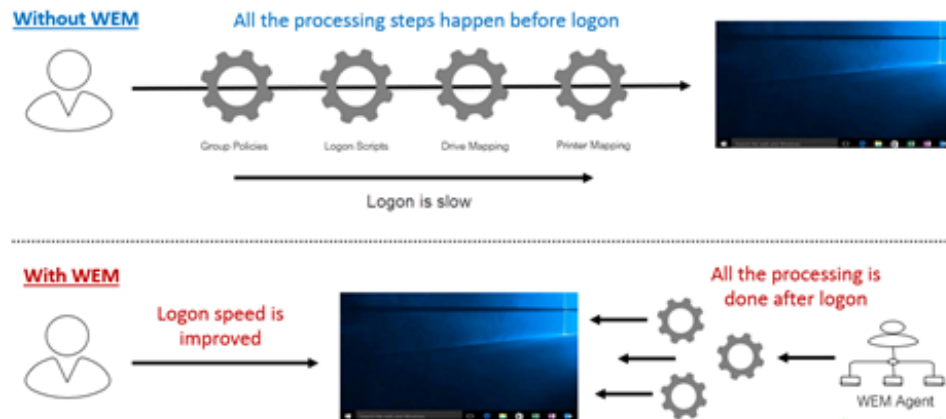 Without WEM
All the processing steps happen before logon
Group Policies
Logon Scripts
Drive Mapping
Printer Mapping
Logon is slow
With WEM
Logon speed is
improved
All the processing is
done after logon
WEM Agent